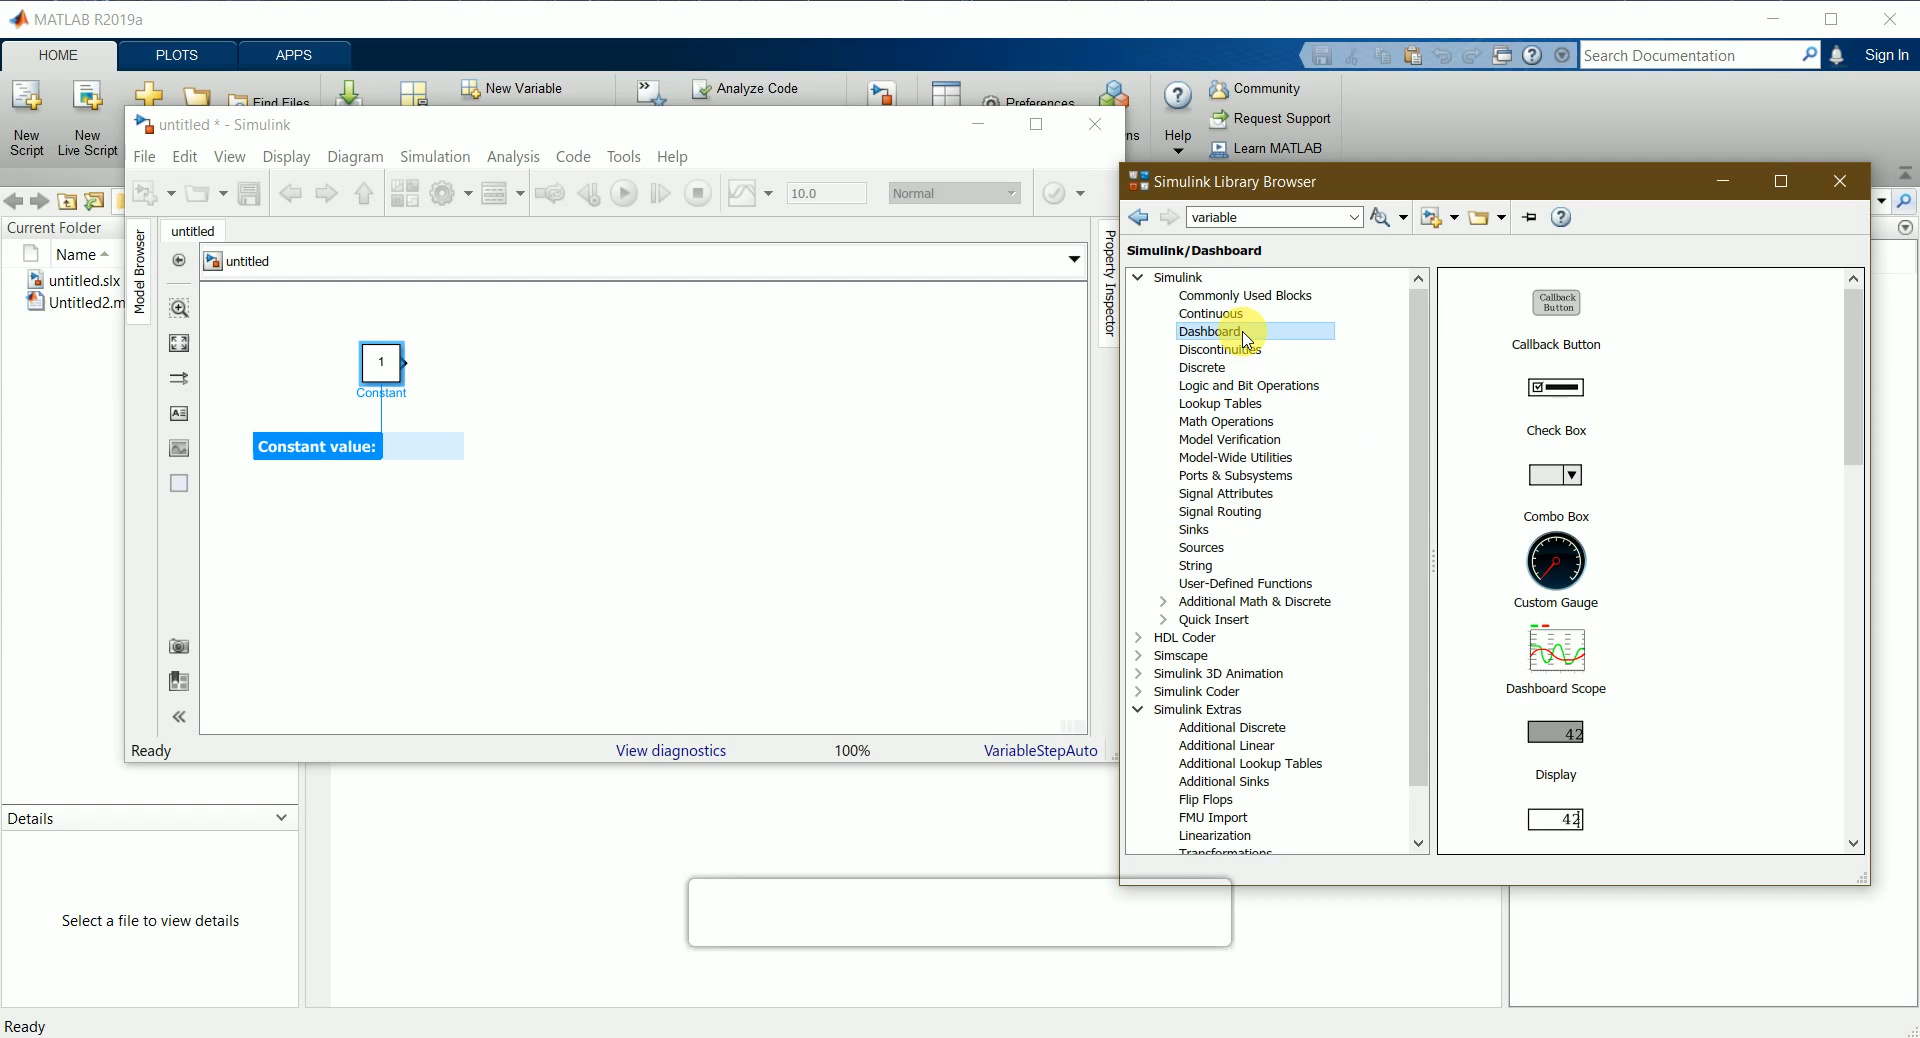 MATLAB R2019a
HOME PLOTS APPS
Search Documentation
Sign In
New Script
New Live Script
Find Files
New Variable
Analyze Code
Preferences
ns
Help
Community
Request Support
Learn MATLAB
untitled * - Simulink
File Edit View Display Diagram Simulation Analysis Code Tools Help
10.0
Normal
Current Folder
Name
untitled.slx
Untitled2.m
Model Browser
untitled
untitled
Property Inspector
1
Constant
Constant value:
Ready
View diagnostics
100%
VariableStepAuto
Details
Select a file to view details
Ready
Simulink Library Browser
variable
Simulink/Dashboard
Simulink
Commonly Used Blocks
Continuous
Dashboard
Discontinuities
Discrete
Logic and Bit Operations
Lookup Tables
Math Operations
Model Verification
Model-Wide Utilities
Ports & Subsystems
Signal Attributes
Signal Routing
Sinks
Sources
String
User-Defined Functions
Additional Math & Discrete
Quick Insert
HDL Coder
Simscape
Simulink 3D Animation
Simulink Coder
Simulink Extras
Additional Discrete
Additional Linear
Additional Lookup Tables
Additional Sinks
Flip Flops
FMU Import
Linearization
Transformations
Callback Button
Callback Button
Check Box
Combo Box
Custom Gauge
Dashboard Scope
42
Display
42